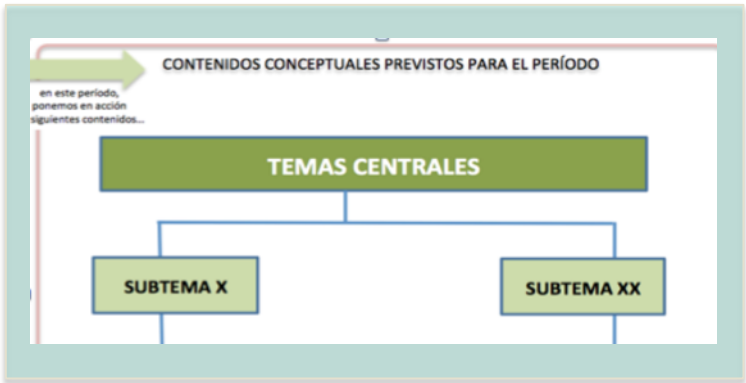 CONTENIDOS CONCEPTUALES PREVISTOS PARA EL PERÍODO
en este período,
ponemos en acción
siguientes contenidos...
TEMAS CENTRALES
SUBTEMA X
SUBTEMA XX